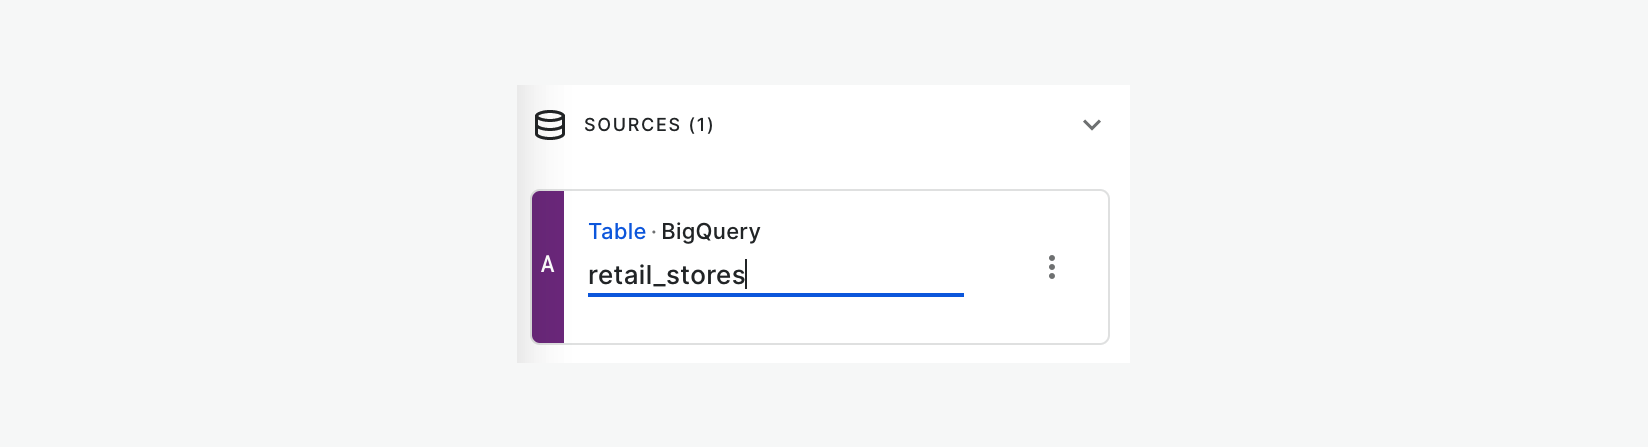 SOURCES (1)
Table · BigQuery
A
retail_stores